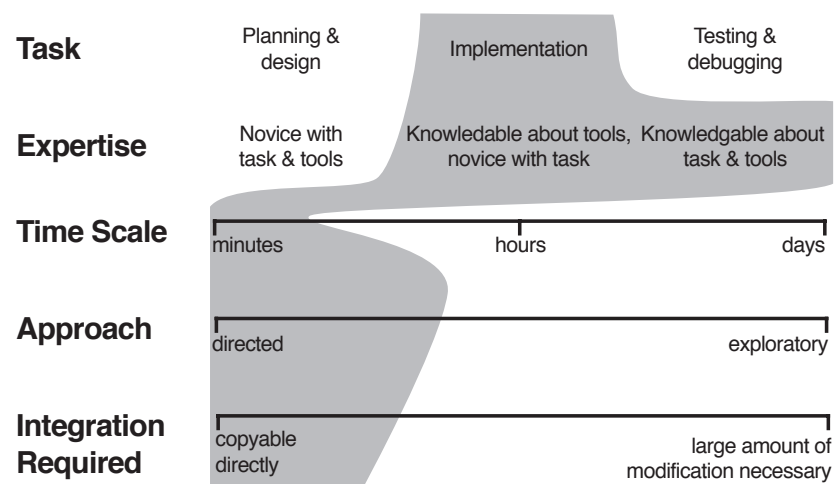 Task
Planning &
design
Implementation
Testing &
debugging
Expertise
Novice with
task & tools
Knowledable about tools,
novice with task
Knowledgable about
task & tools
Time Scale
minutes
hours
days
Approach
directed
exploratory
Integration
Required
copyable
directly
large amount of
modification necessary